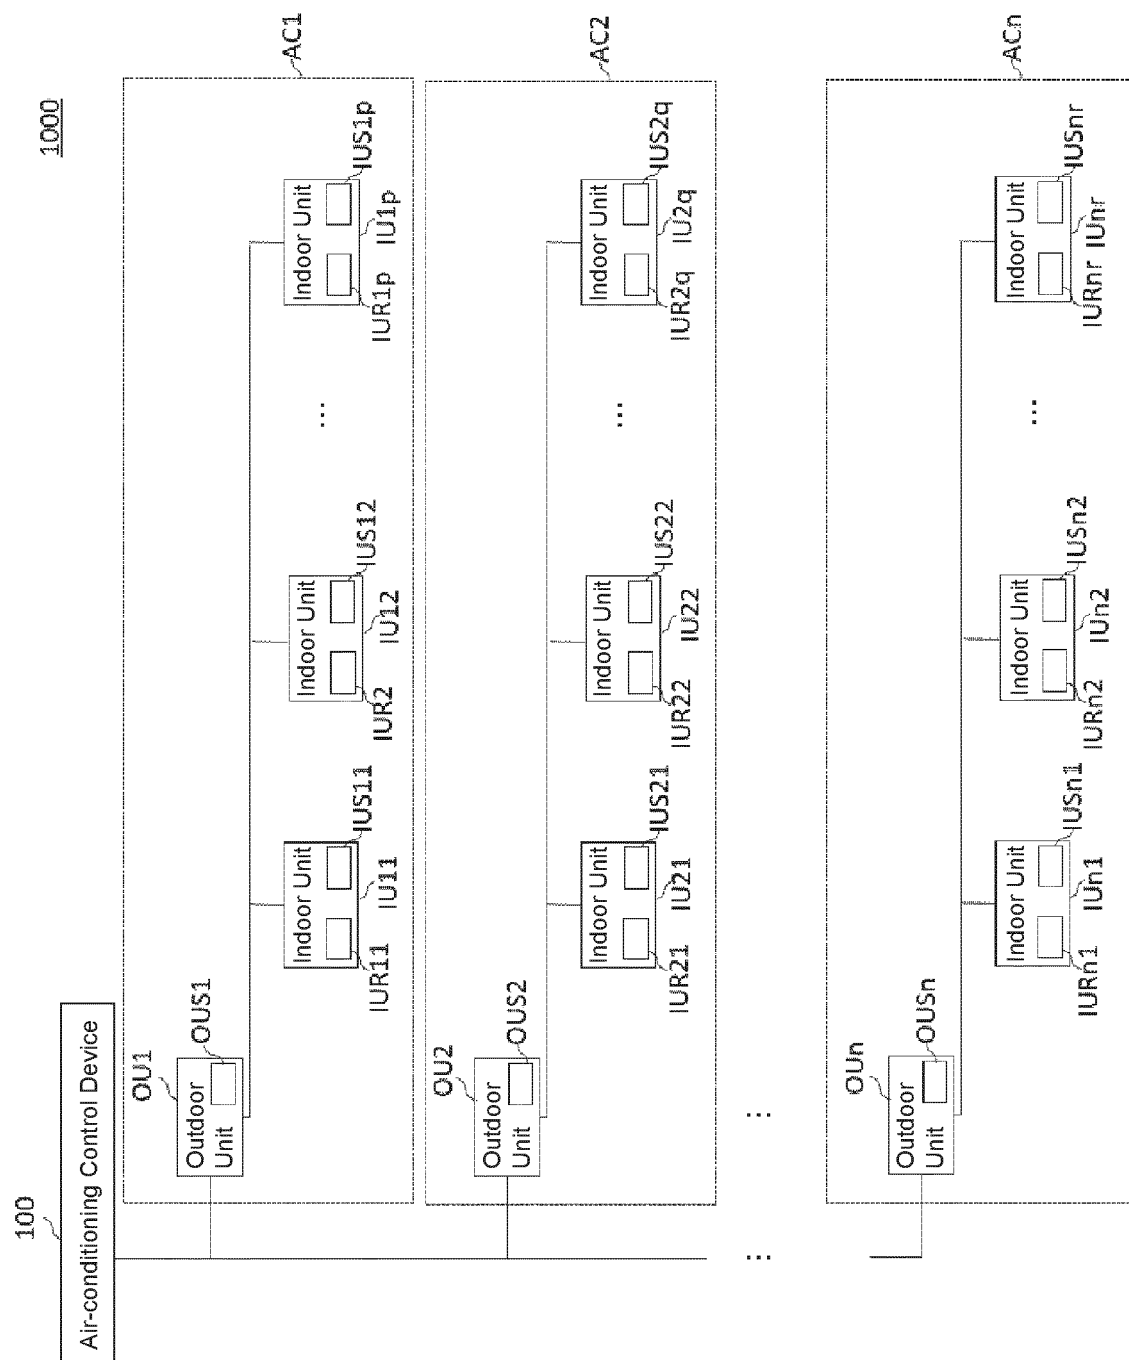 1000
100
Air-conditioning Control Device
AC1
OU1
Outdoor
Unit
OUS1
Indoor Unit
IUR11
IU11
IUS11
Indoor Unit
IUR2
IU12
IUS12
...
Indoor Unit
IUR1p
IU1p
IUS1p
AC2
OU2
Outdoor
Unit
OUS2
Indoor Unit
IUR21
IU21
IUS21
Indoor Unit
IUR22
IU22
IUS22
...
Indoor Unit
IUR2q
IU2q
IUS2q
...
...
ACn
OUn
Outdoor
Unit
OUSn
Indoor Unit
IURn1
IUn1
IUSn1
Indoor Unit
IURn2
IUn2
IUSn2
...
Indoor Unit
IURnr
IUnr
IUSnr